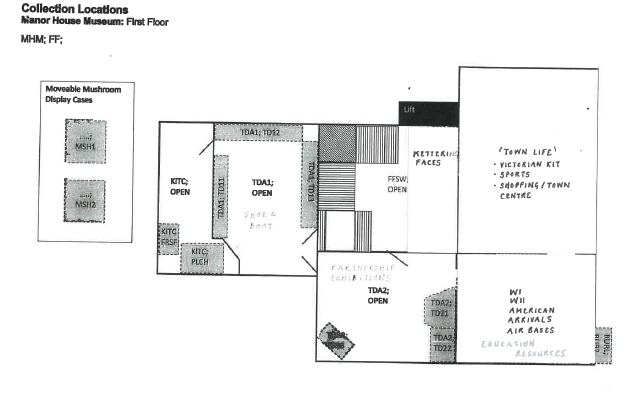 Collection Locations
Manor House Museum: First Floor
MHM; FF;
Moveable Mushroom
Display Cases
MSH1
MSH2
Lift
TDA1; TD12
KITC;
OPEN
TDA1; TD11
TDA1;
OPEN
SHOE &
BOOT
TDA1; TD13
FFSW;
OPEN
KETTERING
FACES
'TOWN LIFE'
• VICTORIAN KIT
• SPORTS
• SHOPPING / TOWN
CENTRE
KITC;
FRSF
KITC;
PLCH
PARTNERSHIP
EXHIBITIONS
TDA2;
OPEN
TDA2;
TD21
TDA2;
TD22
WI
WII
AMERICAN
ARRIVALS
AIR BASES
EDUCATION
RESOURCES